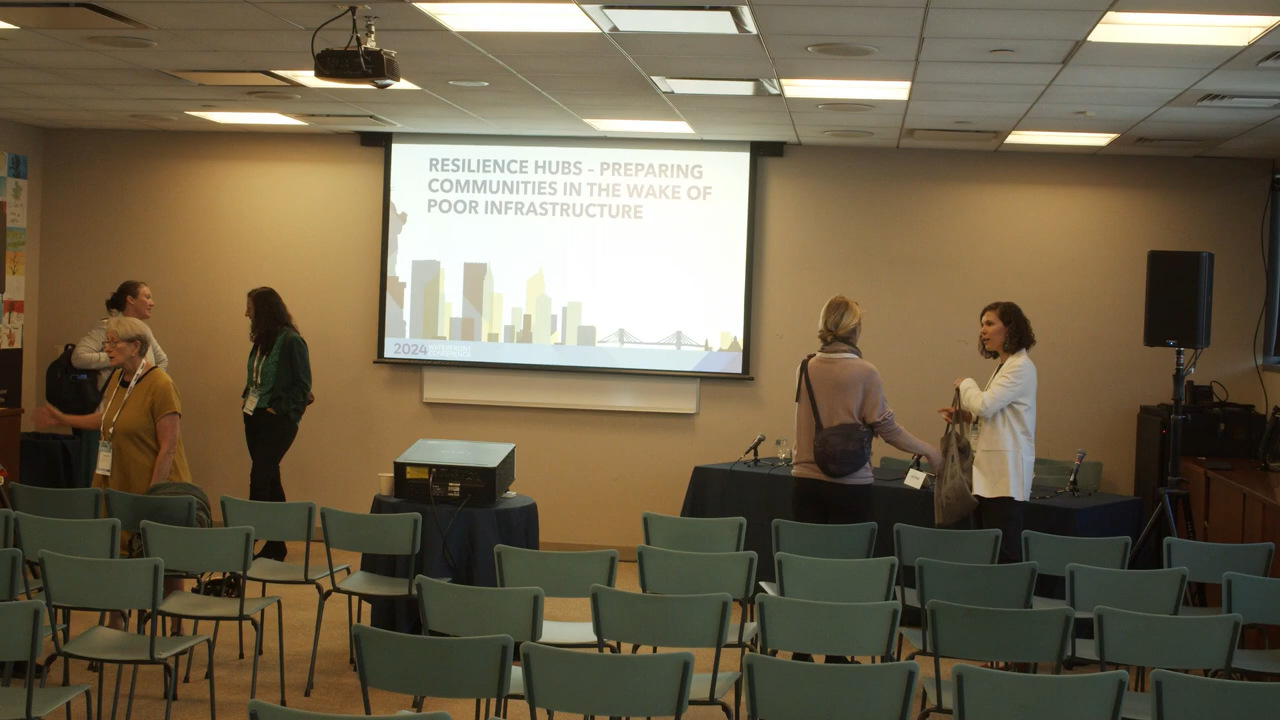 RESILIENCE HUBS – PREPARING
COMMUNITIES IN THE WAKE OF
POOR INFRASTRUCTURE
2024